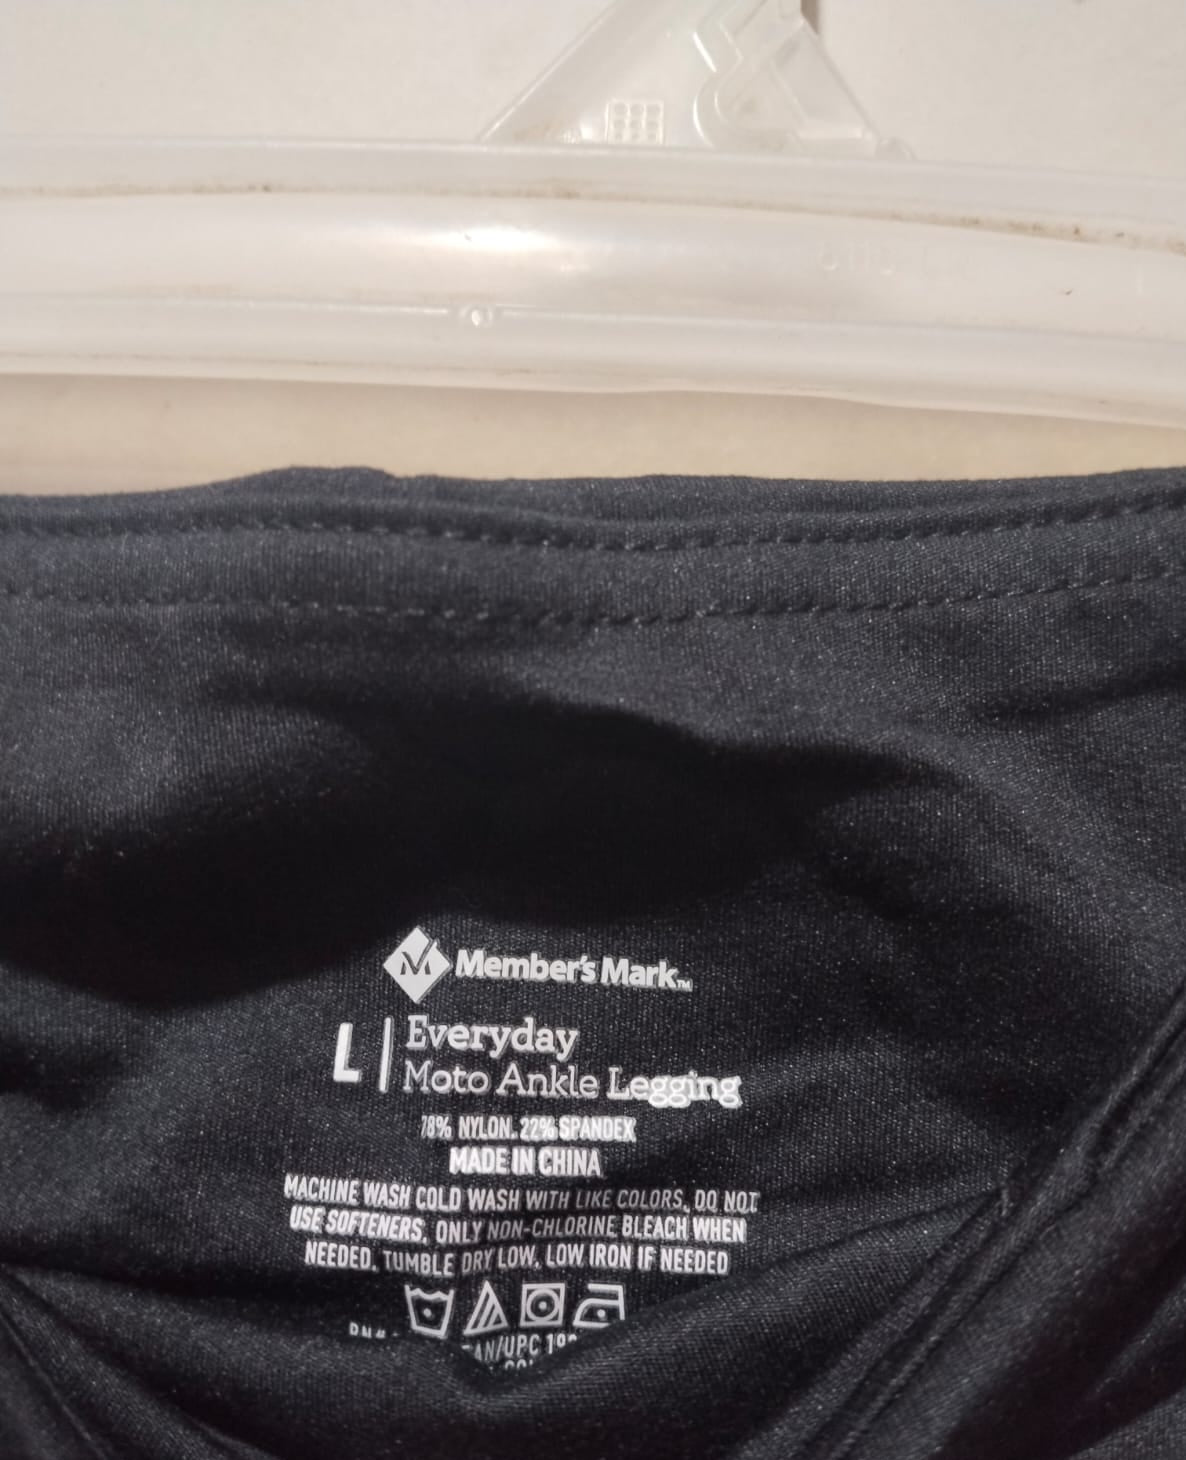 Member's Mark™
L
Everyday
Moto Ankle Legging
78% NYLON. 22% SPANDEX
MADE IN CHINA
MACHINE WASH COLD WASH WITH LIKE COLORS, DO NOT
USE SOFTENERS, ONLY NON-CHLORINE BLEACH WHEN
NEEDED, TUMBLE DRY LOW, LOW IRON IF NEEDED